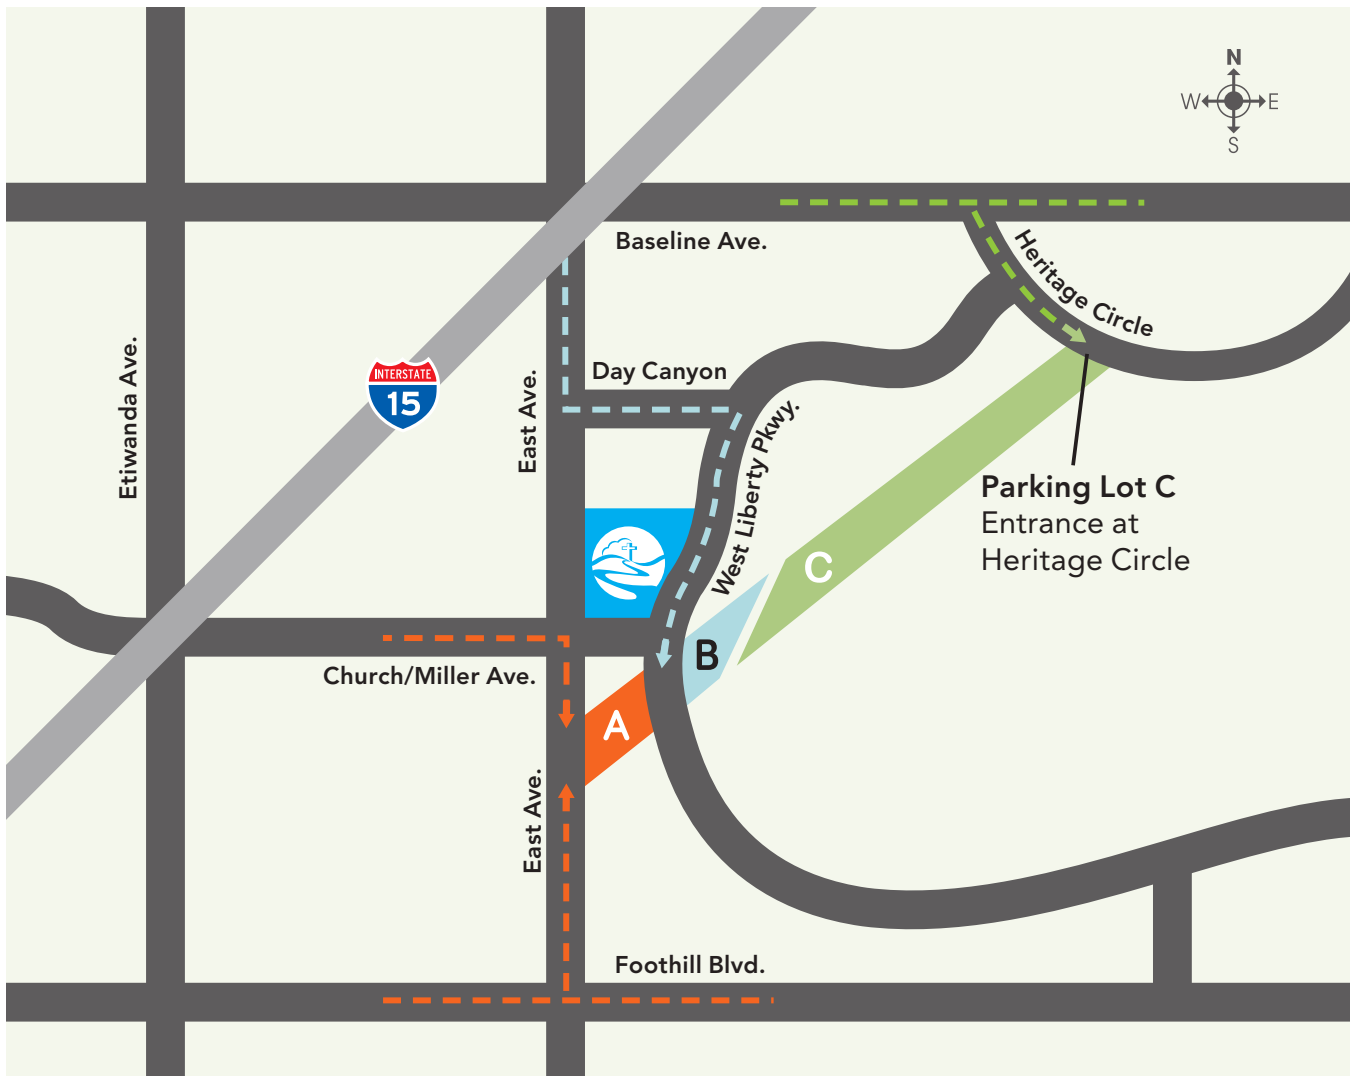 N
W E
S
Baseline Ave.
Heritage Circle
Etiwanda Ave.
INTERSTATE
15
East Ave.
Day Canyon
West Liberty Pkwy.
Parking Lot C
Entrance at
Heritage Circle
C
B
A
Church/Miller Ave.
East Ave.
Foothill Blvd.